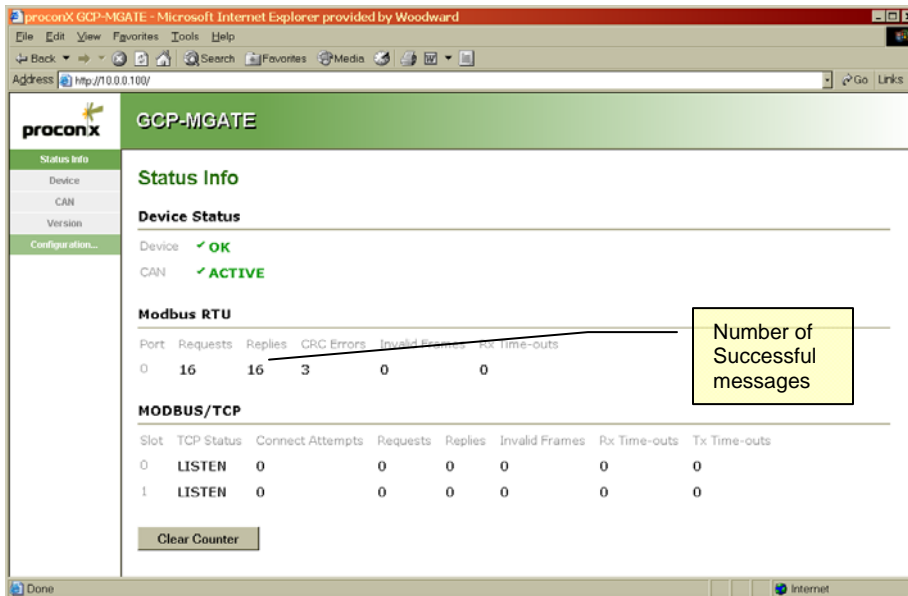 proconX GCP-MGATE - Microsoft Internet Explorer provided by Woodward
File Edit View Favorites Tools Help
Back Search Favorites Media
Address http://10.0.0.100/ Go Links
proconx
GCP-MGATE
Status Info
Device
CAN
Version
Configuration...
Status Info
Device Status
Device ✓ OK
CAN ✓ ACTIVE
Modbus RTU
Port Requests Replies CRC Errors Invalid Frames Rx Time-outs
0 16 16 3 0 0
Number of
Successful
messages
MODBUS/TCP
Slot TCP Status Connect Attempts Requests Replies Invalid Frames Rx Time-outs Tx Time-outs
0 LISTEN 0 0 0 0 0 0
1 LISTEN 0 0 0 0 0 0
Clear Counter
Done Internet